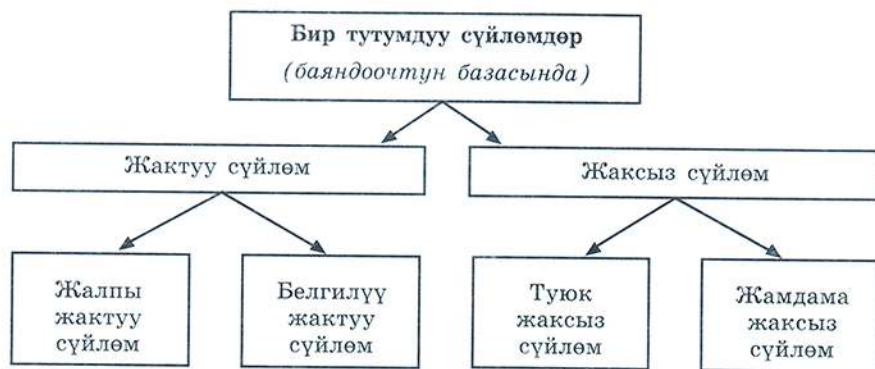 Бир тутумдуу сүйлөмдөр
(баяндоочтун базасында)
Жактуу сүйлөм
Жаксыз сүйлөм
Жалпы
жактуу
сүйлөм
Белгилүү
жактуу
сүйлөм
Туюк
жаксыз
сүйлөм
Жамдама
жаксыз
сүйлөм